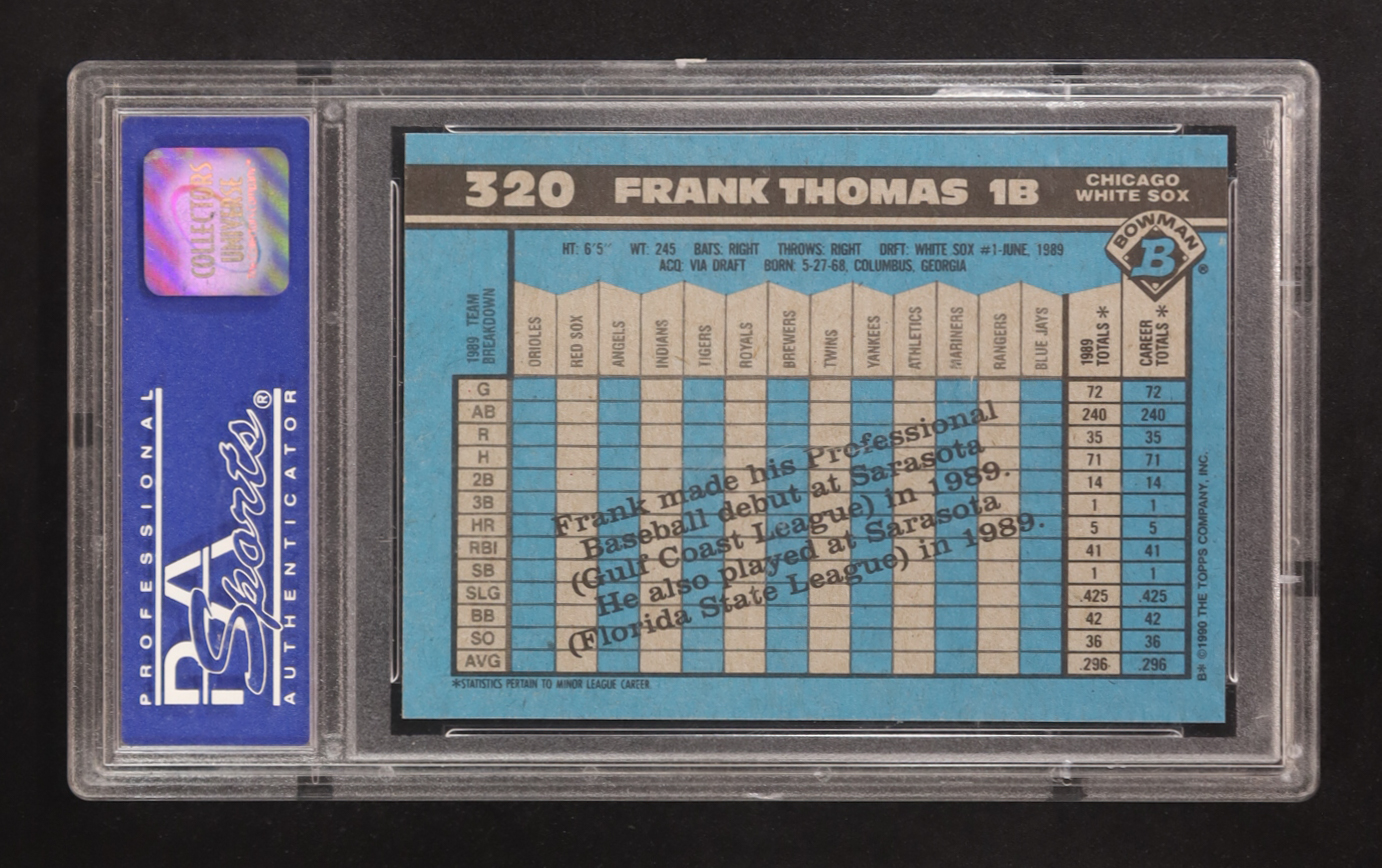 COLLECTORS
UNIVERSE
PROFESSIONAL
PA
Sports®
AUTHENTICATOR
320 FRANK THOMAS 1B
CHICAGO
WHITE SOX
BOWMAN
B
®
HT: 6'5" WT: 245 BATS: RIGHT THROWS: RIGHT DRFT: WHITE SOX #1-JUNE, 1989
ACQ: VIA DRAFT BORN: 5-27-68, COLUMBUS, GEORGIA
1989 TEAM
BREAKDOWN
ORIOLES
RED SOX
ANGELS
INDIANS
TIGERS
ROYALS
BREWERS
TWINS
YANKEES
ATHLETICS
MARINERS
RANGERS
BLUE JAYS
1989
TOTALS *
CAREER
TOTALS *
G 72 72
AB 240 240
R 35 35
H 71 71
2B 14 14
3B 1 1
HR 5 5
RBI 41 41
SB 1 1
SLG .425 .425
BB 42 42
SO 36 36
AVG .296 .296
Frank made his Professional
Baseball debut at Sarasota
(Gulf Coast League) in 1989.
He also played at Sarasota
(Florida State League) in 1989.
*STATISTICS PERTAIN TO MINOR LEAGUE CAREER.
B* ©1990 THE TOPPS COMPANY, INC.